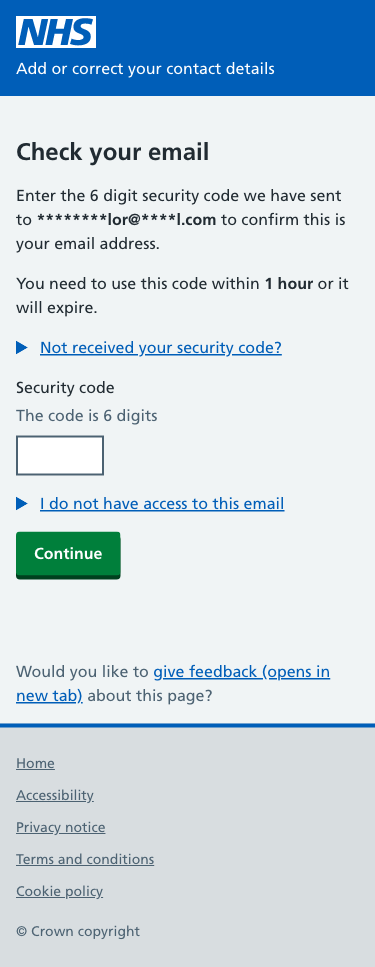 NHS
Add or correct your contact details
Check your email
Enter the 6 digit security code we have sent
to ********lor@****l.com to confirm this is
your email address.
You need to use this code within 1 hour or it
will expire.
Not received your security code?
Security code
The code is 6 digits
I do not have access to this email
Continue
Would you like to give feedback (opens in
new tab) about this page?
Home
Accessibility
Privacy notice
Terms and conditions
Cookie policy
© Crown copyright